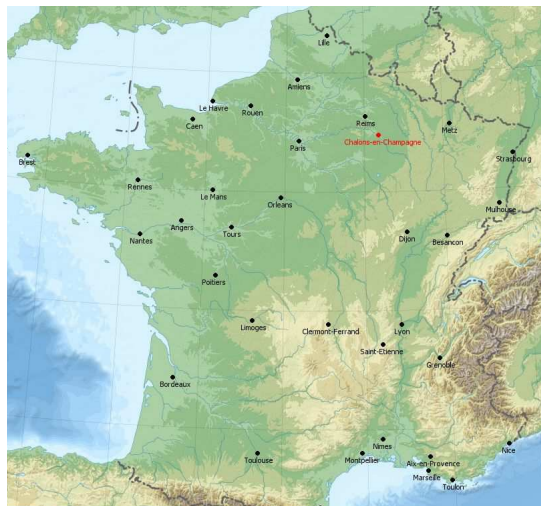 Lille
Amiens
Le Havre
Rouen
Caen
Reims
Metz
Chalons-en-Champagne
Paris
Strasbourg
Brest
Rennes
Le Mans
Orleans
Mulhouse
Angers
Tours
Nantes
Dijon
Besancon
Poitiers
Limoges
Clermont-Ferrand
Lyon
Saint-Etienne
Grenoble
Bordeaux
Nimes
Nice
Toulouse
Montpellier
Aix-en-Provence
Marseille
Toulon